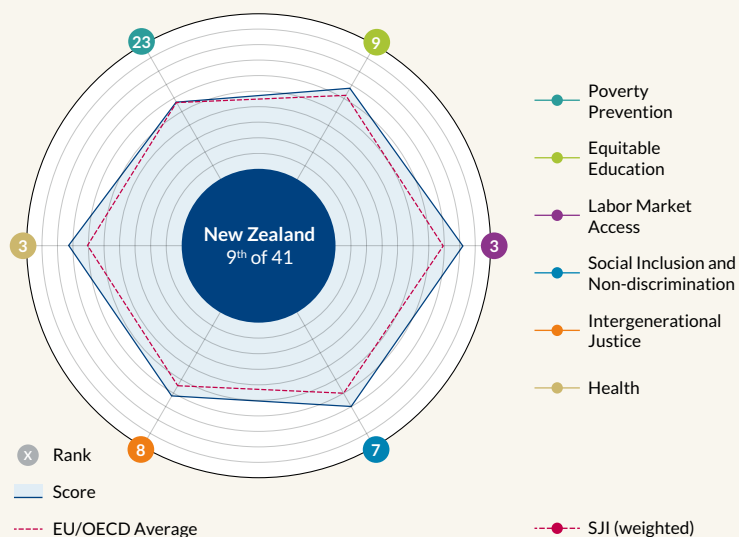 23
9
Poverty
Prevention
Equitable
Education
Labor Market
Access
3
New Zealand
9th of 41
3
Social Inclusion and
Non-discrimination
Intergenerational
Justice
Health
8
7
X Rank
Score
EU/OECD Average
SJI (weighted)